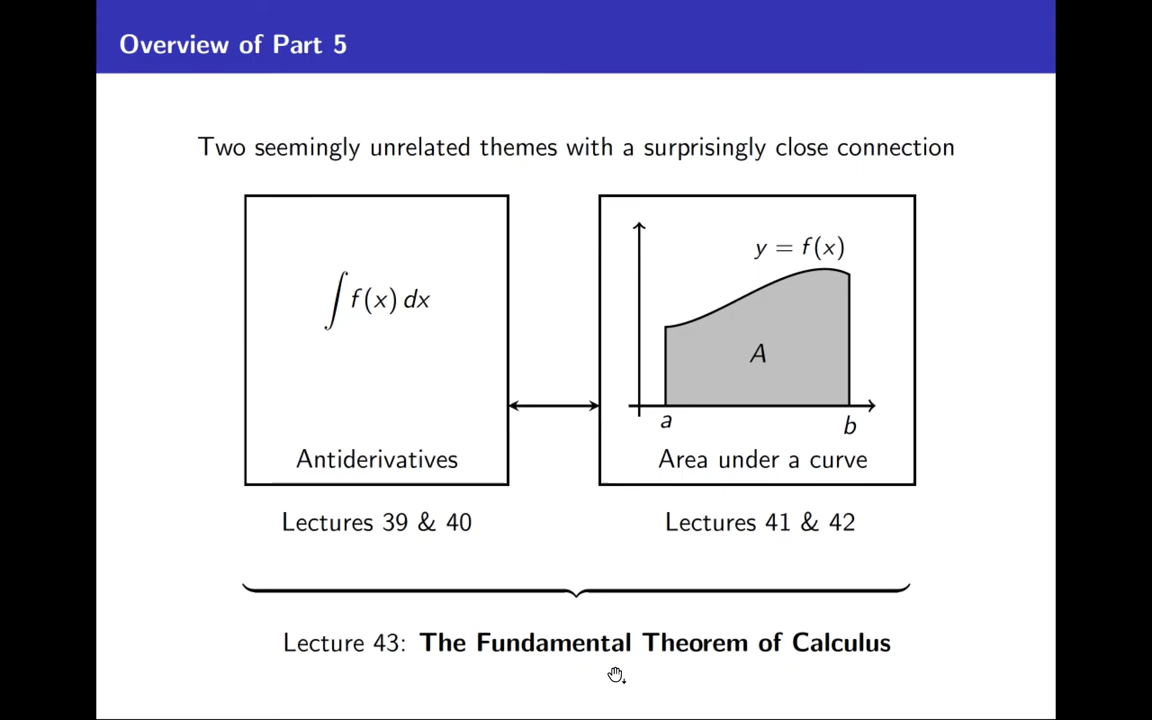 Overview of Part 5
Two seemingly unrelated themes with a surprisingly close connection
∫ f(x) dx
Antiderivatives
y = f(x)
A
a
b
Area under a curve
Lectures 39 & 40
Lectures 41 & 42
Lecture 43: The Fundamental Theorem of Calculus